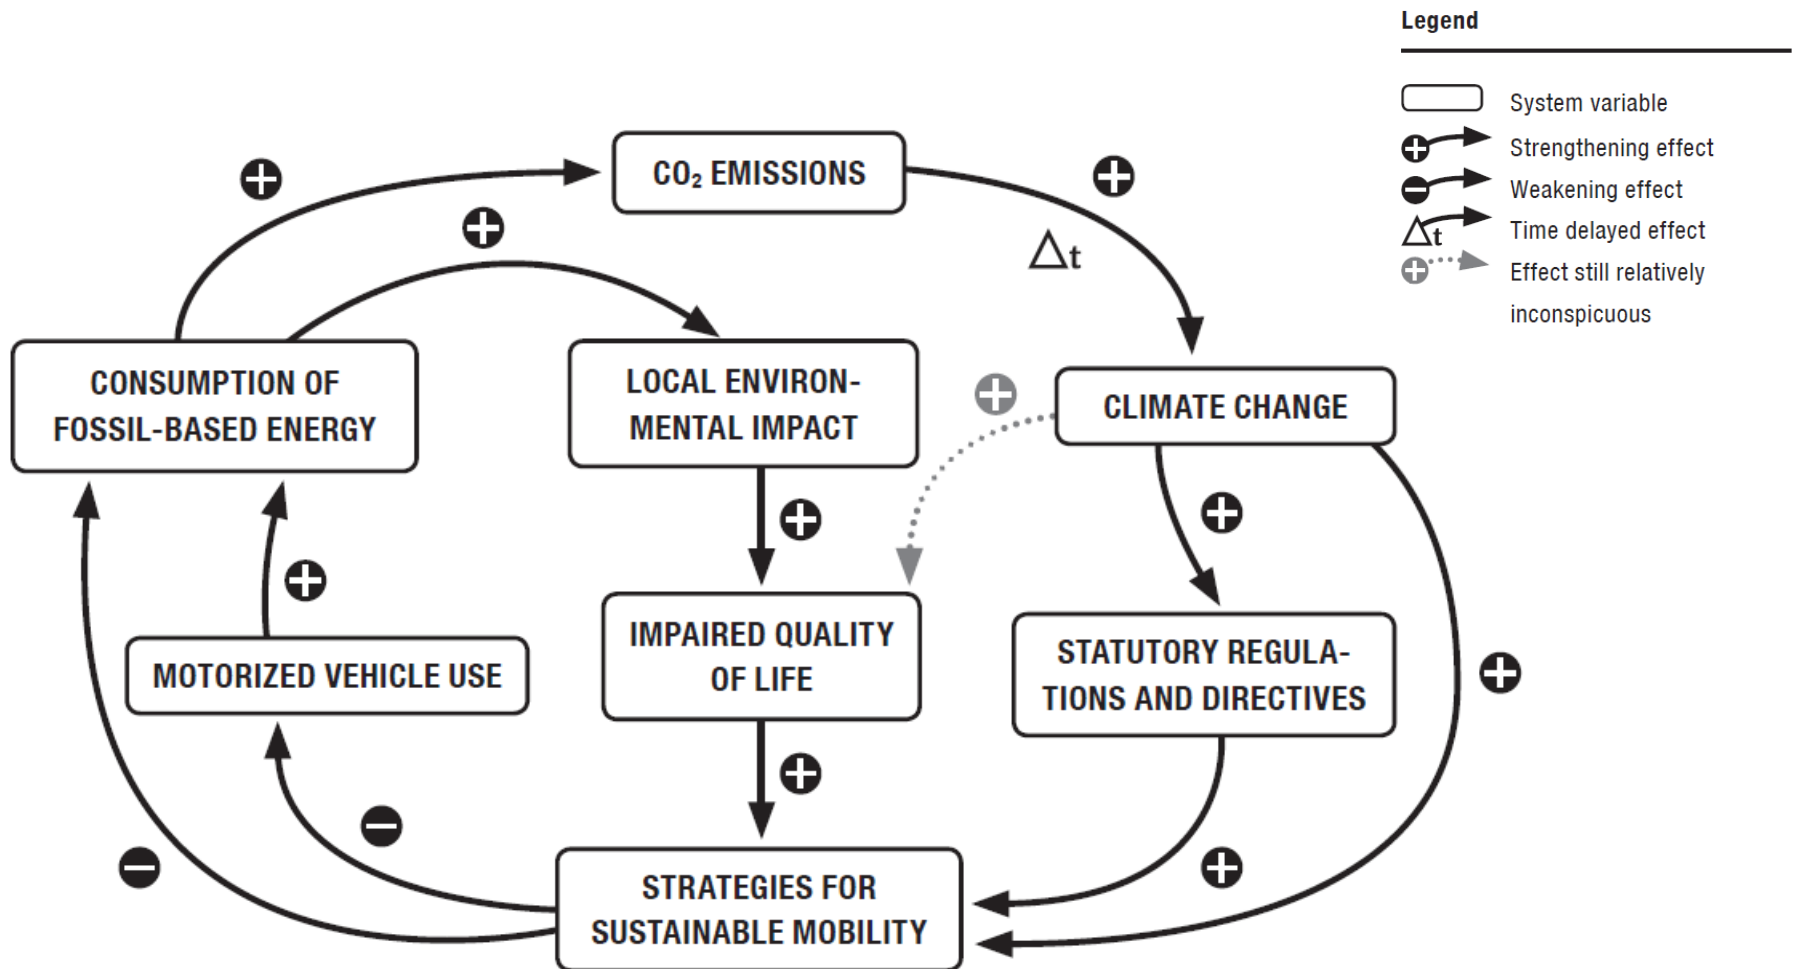 Legend
System variable
+ Strengthening effect
− Weakening effect
Δt Time delayed effect
+ Effect still relatively
inconspicuous
+
CO₂ EMISSIONS
+
+
Δt
CONSUMPTION OF
FOSSIL-BASED ENERGY
LOCAL ENVIRON-
MENTAL IMPACT
+
CLIMATE CHANGE
+
+
+
MOTORIZED VEHICLE USE
IMPAIRED QUALITY
OF LIFE
STATUTORY REGULA-
TIONS AND DIRECTIVES
+
+
−
−
+
STRATEGIES FOR
SUSTAINABLE MOBILITY